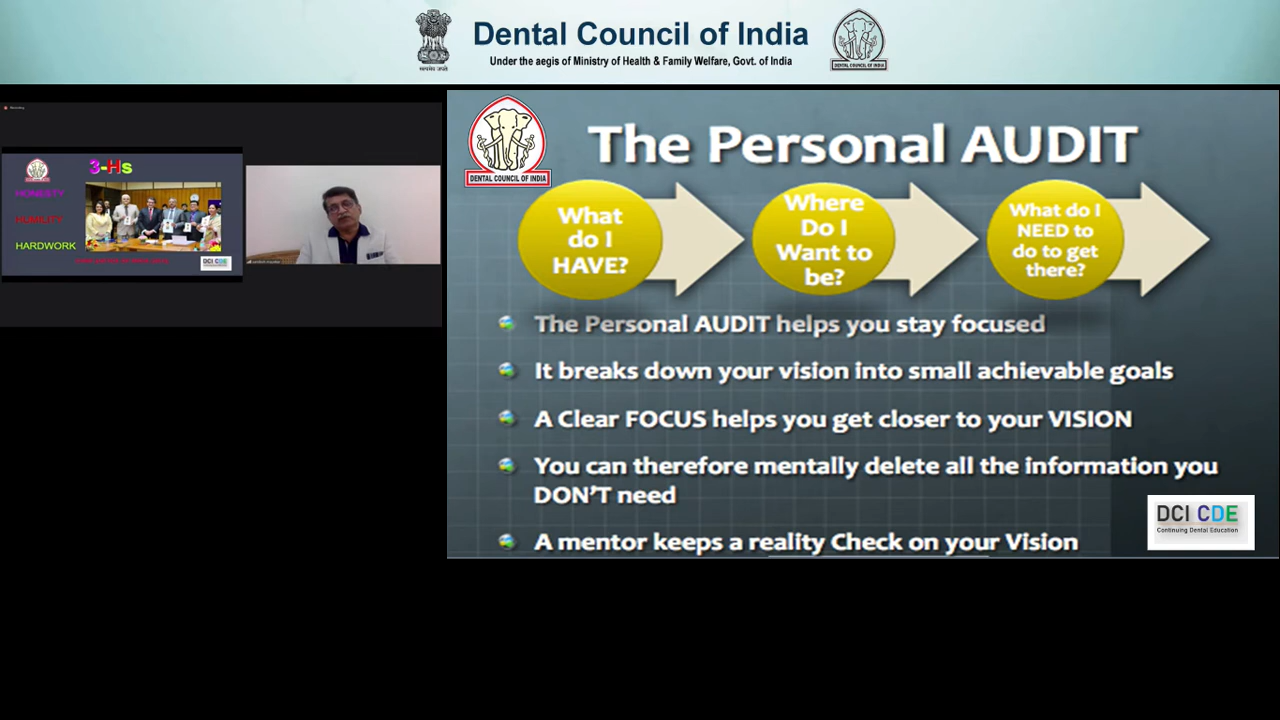 Dental Council of India
Under the aegis of Ministry of Health & Family Welfare, Govt. of India
सत्यमेव जयते
DENTAL COUNCIL OF INDIA
3-Hs
HONESTY
HUMILITY
HARDWORK
DCI CDE
DENTAL COUNCIL OF INDIA
The Personal AUDIT
What
do I
HAVE?
Where
Do I
Want to
be?
What do I
NEED to
do to get
there?
The Personal AUDIT helps you stay focused
It breaks down your vision into small achievable goals
A Clear FOCUS helps you get closer to your VISION
You can therefore mentally delete all the information you
DON'T need
A mentor keeps a reality Check on your Vision
DCI CDE
Continuing Dental Education